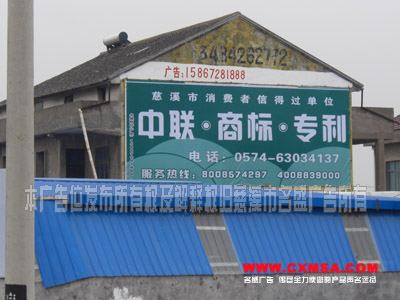 3484262772
广告:15867281888
慈溪市消费者信得过单位
中联·商标·专利
电话:0574-63034137
服务热线:8008574297 4008839000
本广告位发布所有权及解释权归慈溪市名盛广告所有
WWW.CXMSA.COM